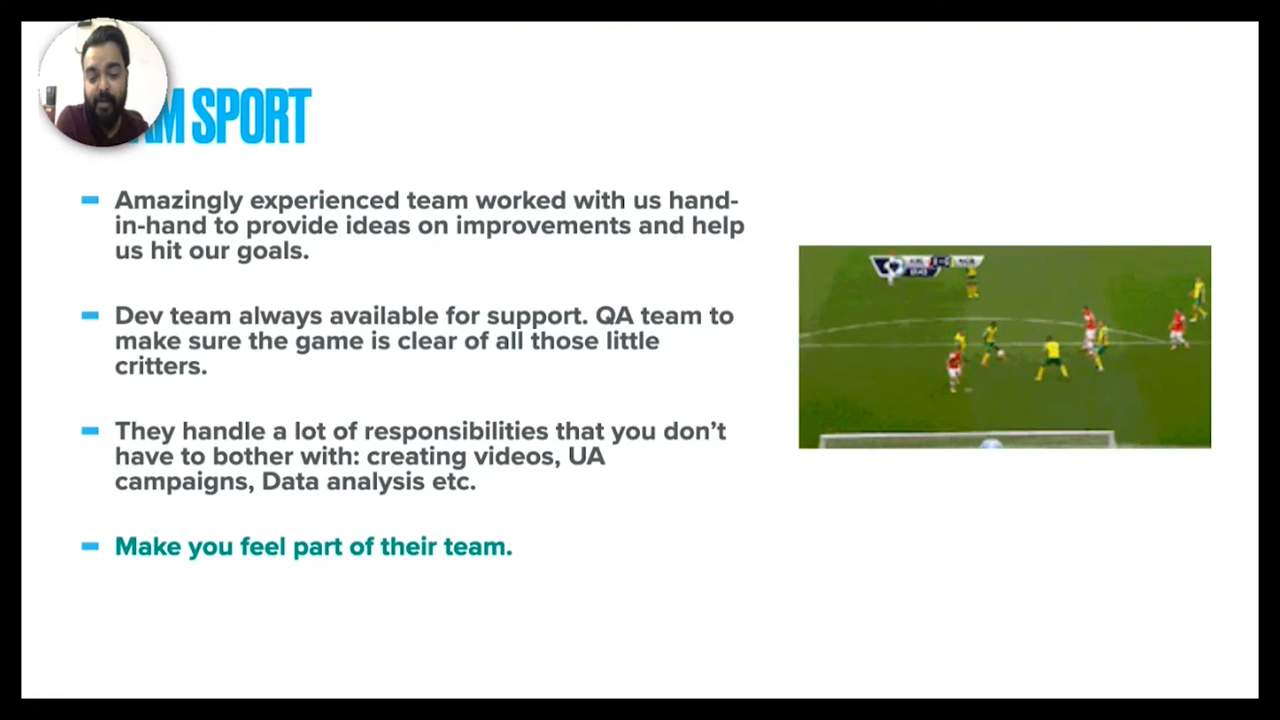 AM SPORT
Amazingly experienced team worked with us hand-
in-hand to provide ideas on improvements and help
us hit our goals.
Dev team always available for support. QA team to
make sure the game is clear of all those little
critters.
They handle a lot of responsibilities that you don’t
have to bother with: creating videos, UA
campaigns, Data analysis etc.
Make you feel part of their team.